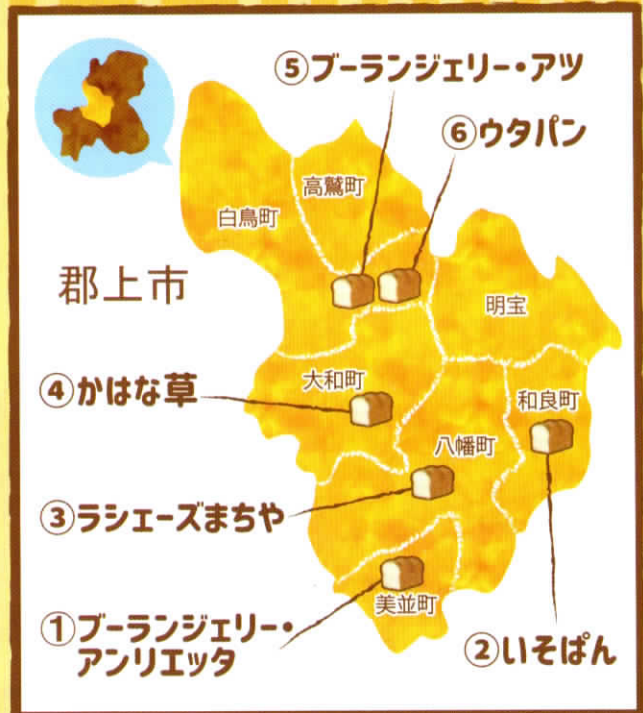 ⑤ブーランジェリー・アツ
⑥ウタパン
高鷲町
白鳥町
郡上市
明宝
大和町
④かはな草
和良町
八幡町
③ラシェーズまちや
美並町
①ブーランジェリー・
アンリエッタ
②いそぱん